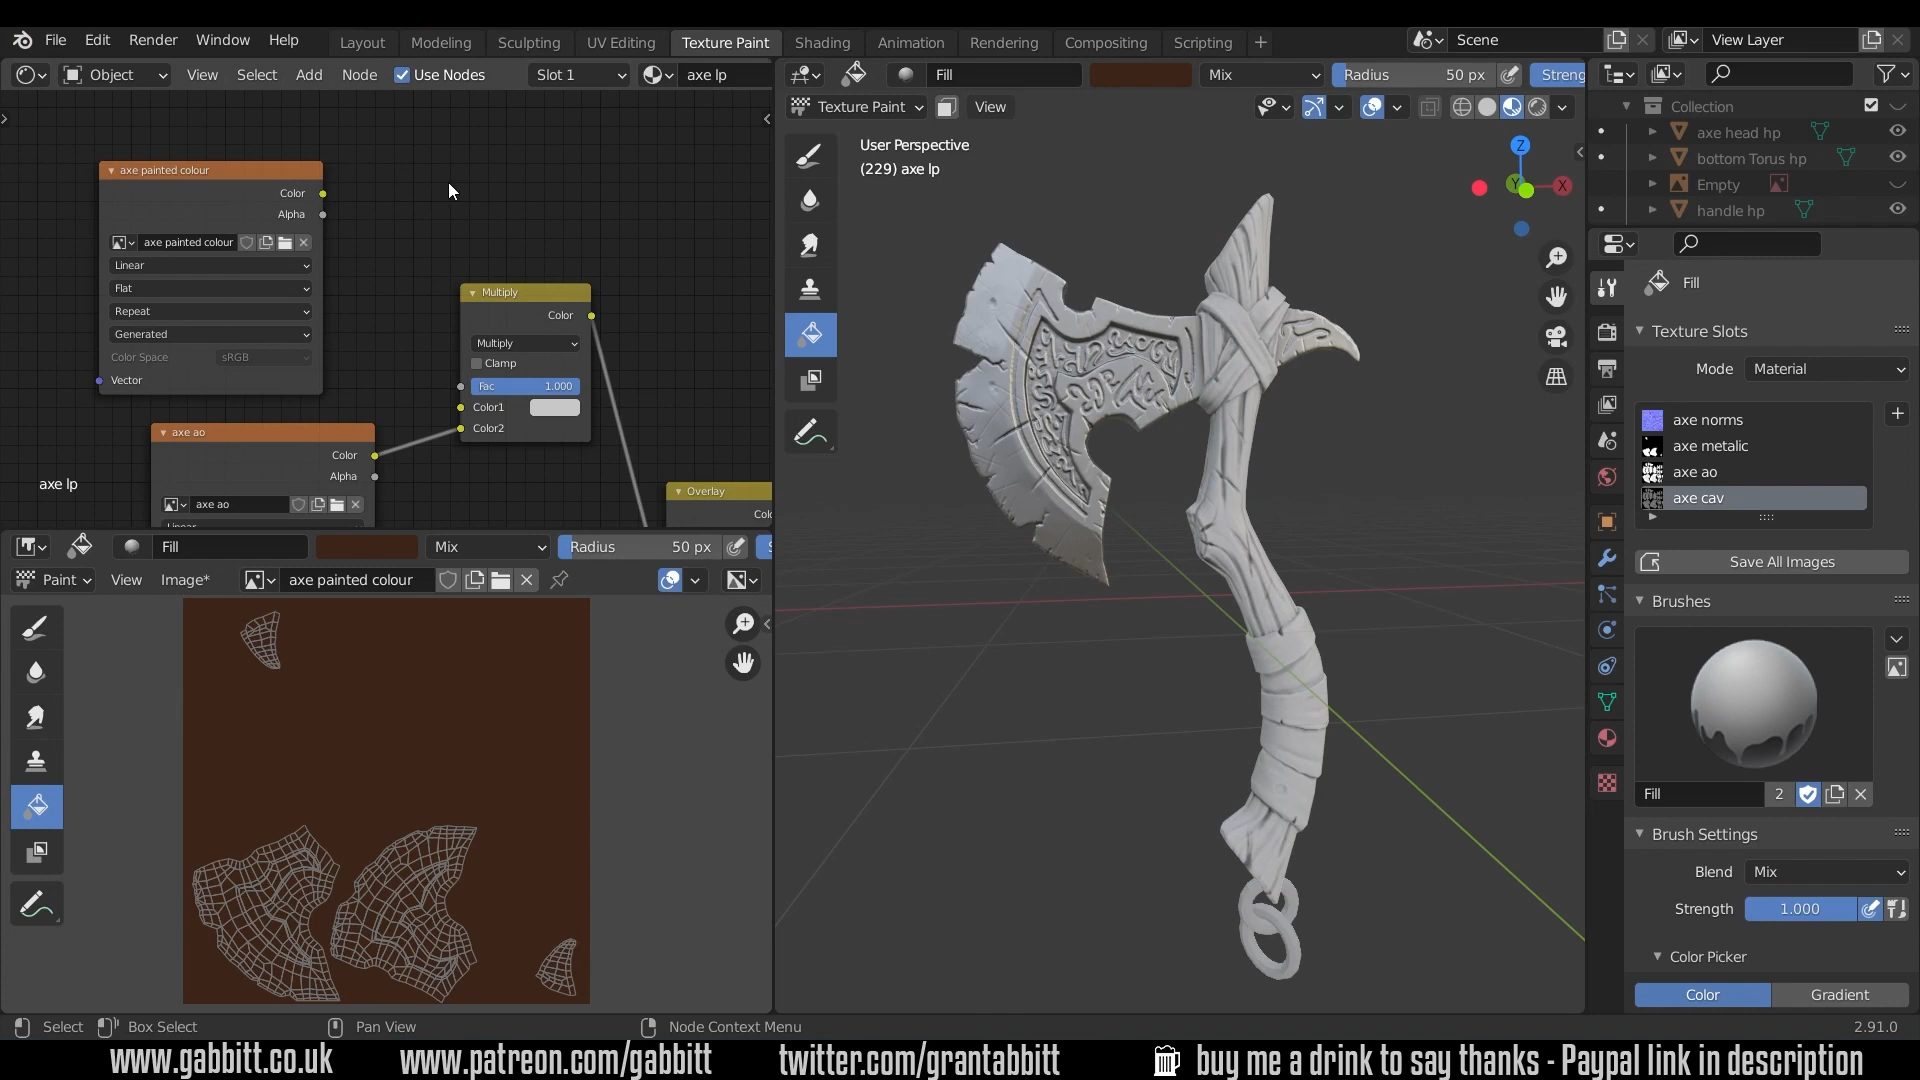 File Edit Render Window Help Layout Modeling Sculpting UV Editing Texture Paint Shading Animation Rendering Compositing Scripting + Scene View Layer
Object View Select Add Node Use Nodes Slot 1 axe lp
Fill Mix Radius 50 px Streng
Texture Paint View
User Perspective
(229) axe lp
Z
Y
X
axe painted colour
Color
Alpha
axe painted colour
Linear
Flat
Repeat
Generated
Color Space sRGB
Vector
Multiply
Color
Multiply
Clamp
Fac 1.000
Color1
Color2
axe ao
Color
Alpha
axe ao
axe lp
Overlay
Fill Mix Radius 50 px
Paint View Image* axe painted colour
Collection
axe head hp
bottom Torus hp
Empty
handle hp
Fill
Texture Slots
Mode Material
axe norms
axe metalic
axe ao
axe cav
Save All Images
Brushes
Fill 2
Brush Settings
Blend Mix
Strength 1.000
Color Picker
Color Gradient
Select Box Select Pan View Node Context Menu 2.91.0
www.gabbitt.co.uk www.patreon.com/gabbitt twitter.com/grantabbitt buy me a drink to say thanks - Paypal link in description